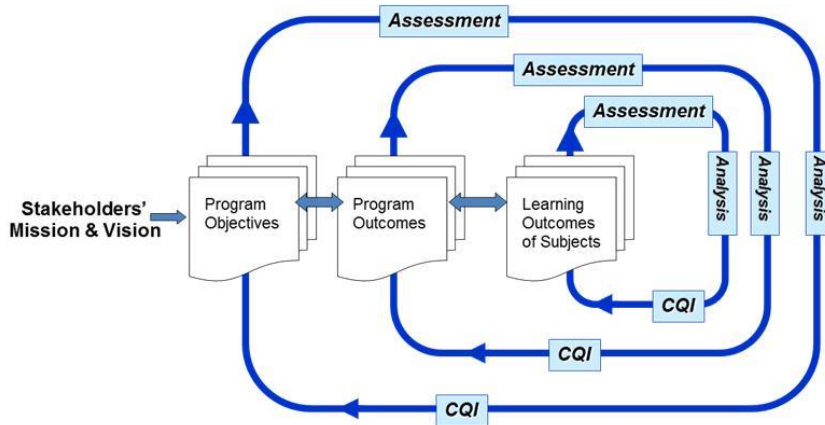 Assessment
Assessment
Assessment
Stakeholders'
Mission & Vision
Program
Objectives
Program
Outcomes
Learning
Outcomes
of Subjects
Analysis
Analysis
Analysis
CQI
CQI
CQI